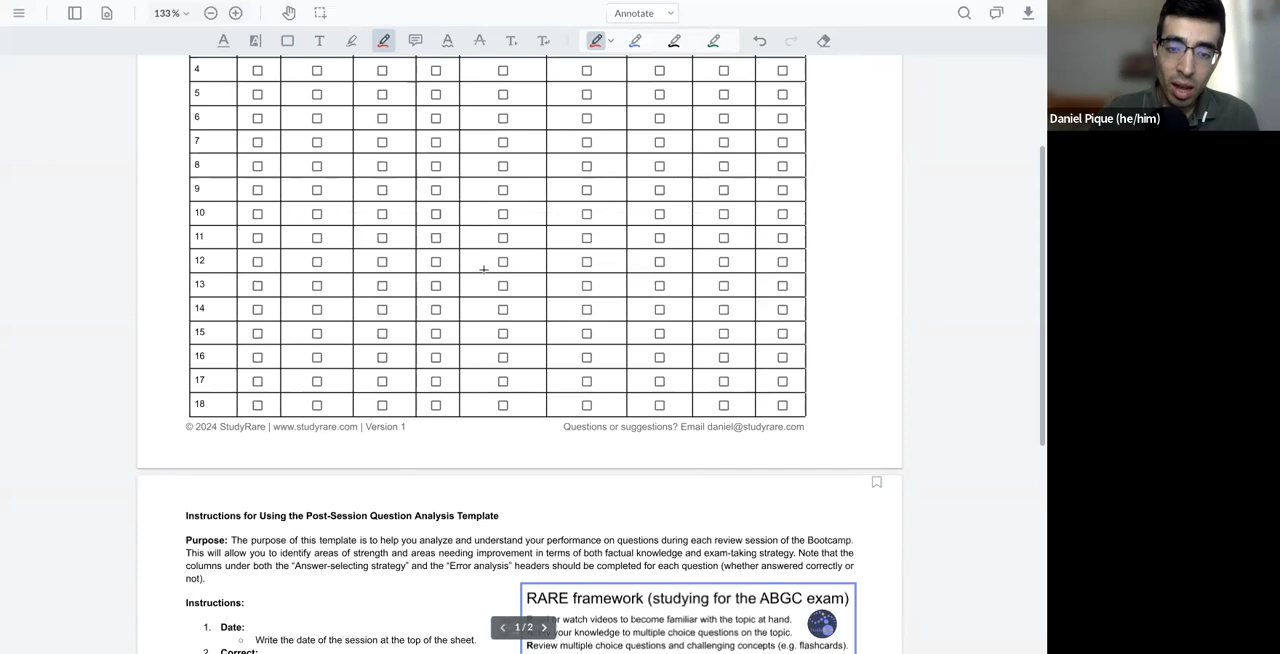 133%
Annotate
Daniel Pique (he/him)
4
5
6
7
8
9
10
11
12
13
14
15
16
17
18
© 2024 StudyRare | www.studyrare.com | Version 1
Questions or suggestions? Email daniel@studyrare.com
Instructions for Using the Post-Session Question Analysis Template
Purpose: The purpose of this template is to help you analyze and understand your performance on questions during each review session of the Bootcamp.
This will allow you to identify areas of strength and areas needing improvement in terms of both factual knowledge and exam-taking strategy. Note that the
columns under both the “Answer-selecting strategy” and the “Error analysis” headers should be completed for each question (whether answered correctly or
not).
Instructions:
1. Date:
○ Write the date of the session at the top of the sheet.
2. Correct:
RARE framework (studying for the ABGC exam)
or watch videos to become familiar with the topic at hand.
your knowledge to multiple choice questions on the topic.
Review multiple choice questions and challenging concepts (e.g. flashcards).
1 / 2